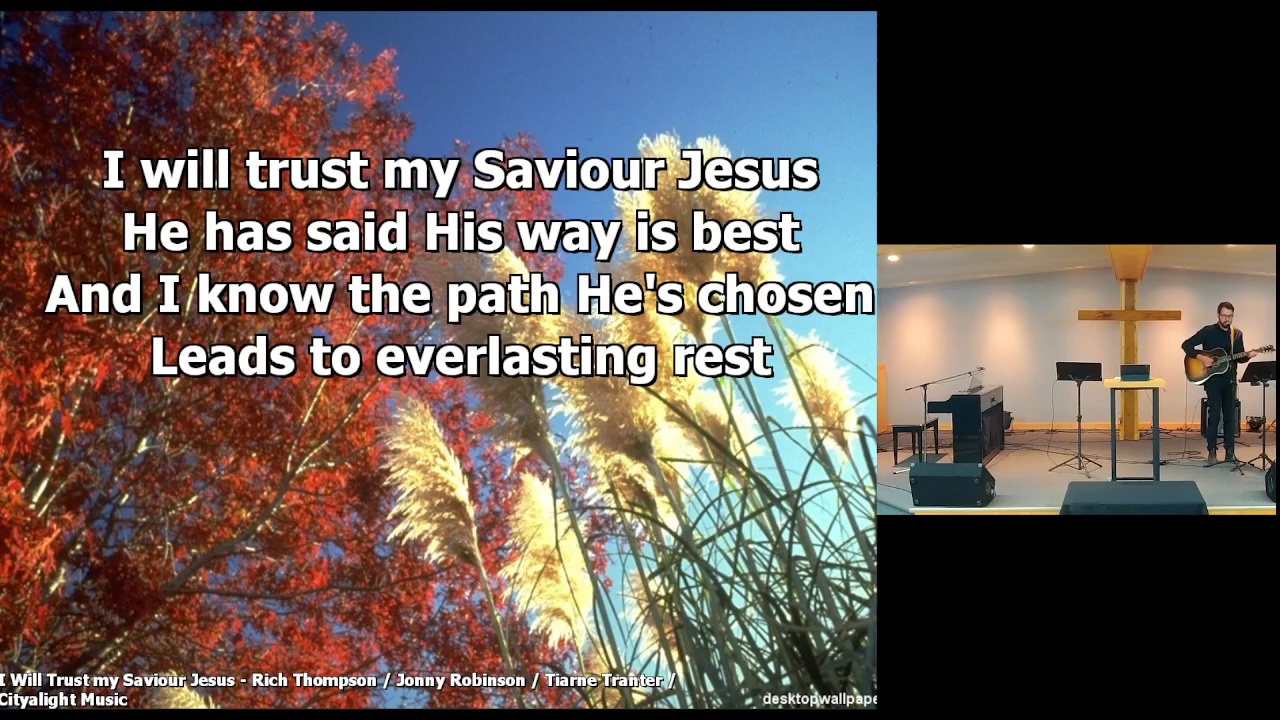 I will trust my Saviour Jesus
He has said His way is best
And I know the path He's chosen
Leads to everlasting rest
I Will Trust my Saviour Jesus - Rich Thompson / Jonny Robinson / Tiarne Tranter /
Cityalight Music
desktopwallpape